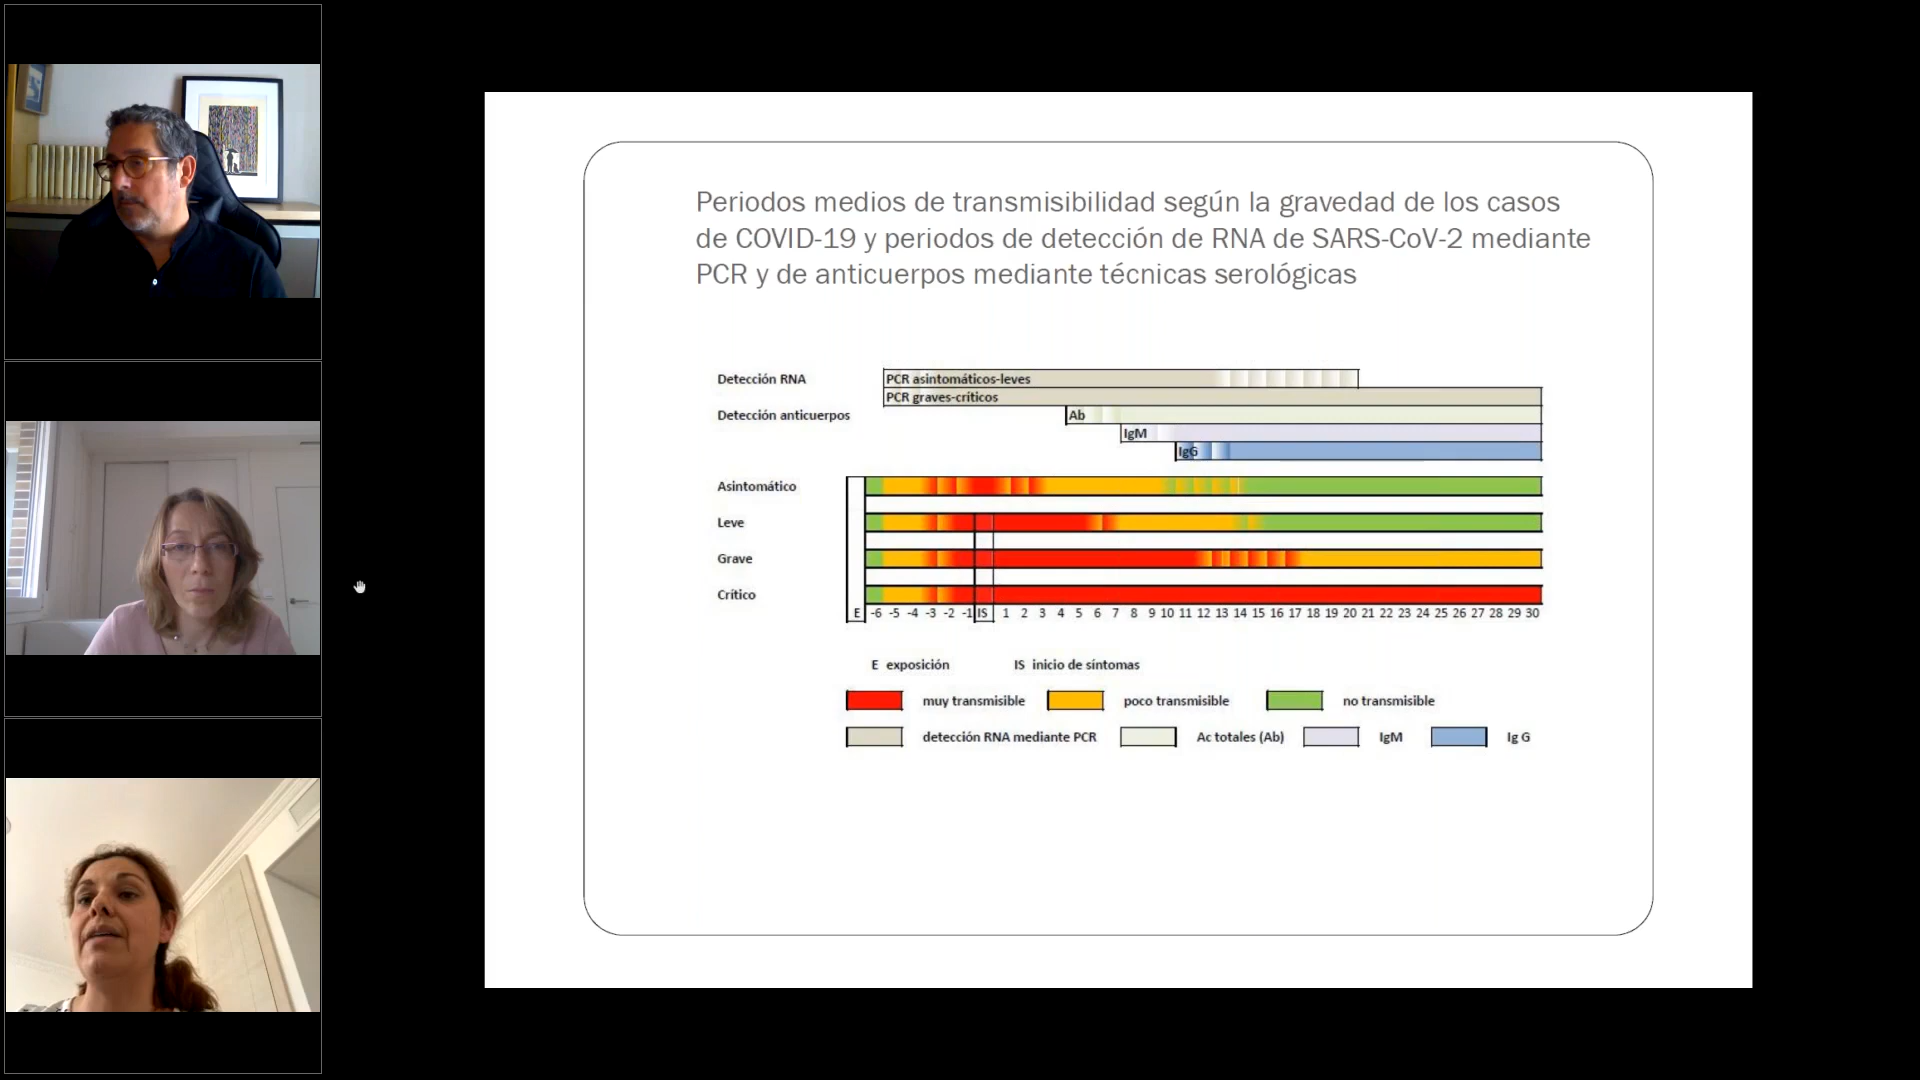 Periodos medios de transmisibilidad según la gravedad de los casos
de COVID-19 y periodos de detección de RNA de SARS-CoV-2 mediante
PCR y de anticuerpos mediante técnicas serológicas
Detección RNA
PCR asintomáticos-leves
PCR graves-críticos
Detección anticuerpos
Ab
IgM
IgG
Asintomático
Leve
Grave
Crítico
E -6 -5 -4 -3 -2 -1 IS 1 2 3 4 5 6 7 8 9 10 11 12 13 14 15 16 17 18 19 20 21 22 23 24 25 26 27 28 29 30
E exposición IS inicio de síntomas
muy transmisible poco transmisible no transmisible
detección RNA mediante PCR Ac totales (Ab) IgM Ig G